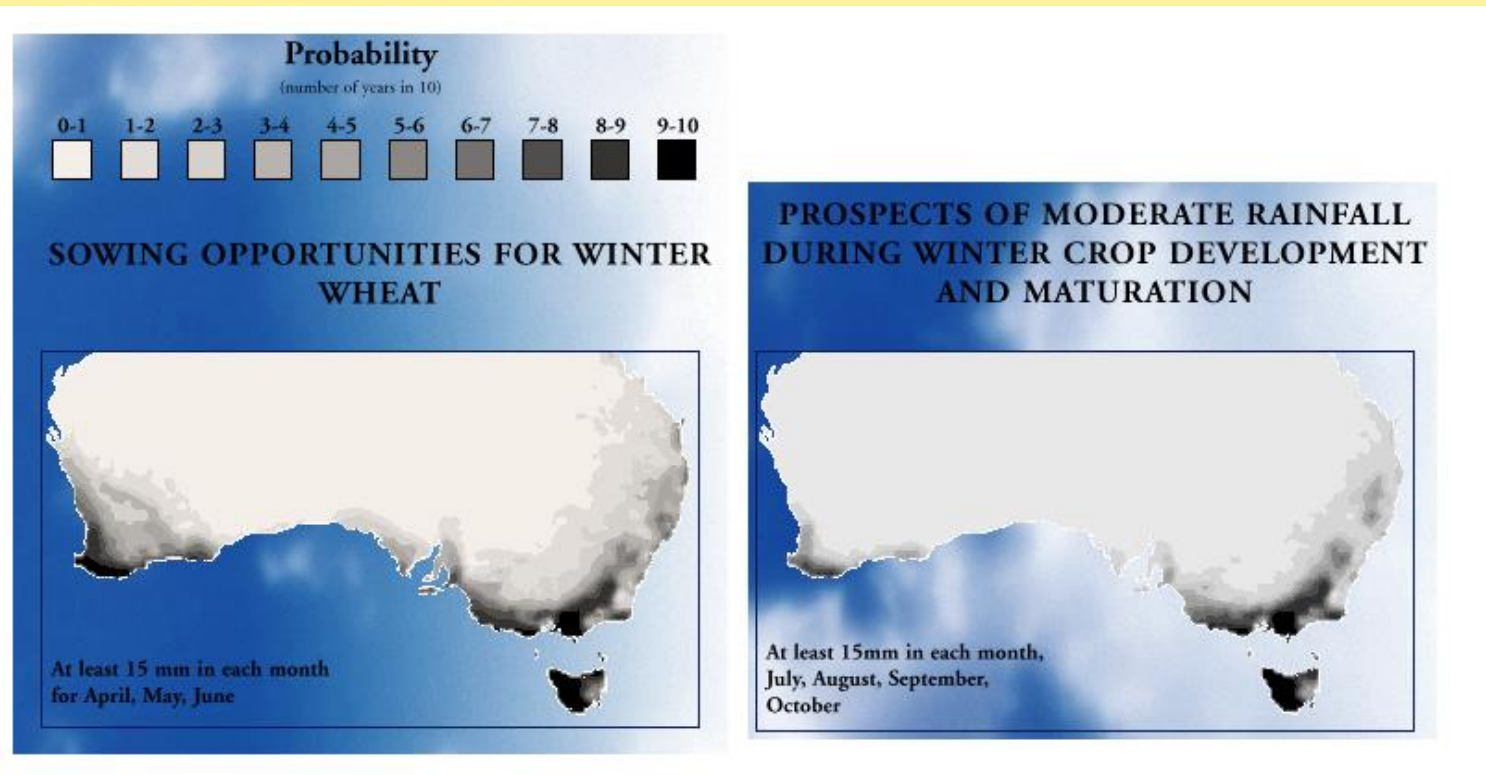 Probability
(number of years in 10)
0-1 1-2 2-3 3-4 4-5 5-6 6-7 7-8 8-9 9-10
SOWING OPPORTUNITIES FOR WINTER
WHEAT
At least 15 mm in each month
for April, May, June
PROSPECTS OF MODERATE RAINFALL
DURING WINTER CROP DEVELOPMENT
AND MATURATION
At least 15mm in each month,
July, August, September,
October